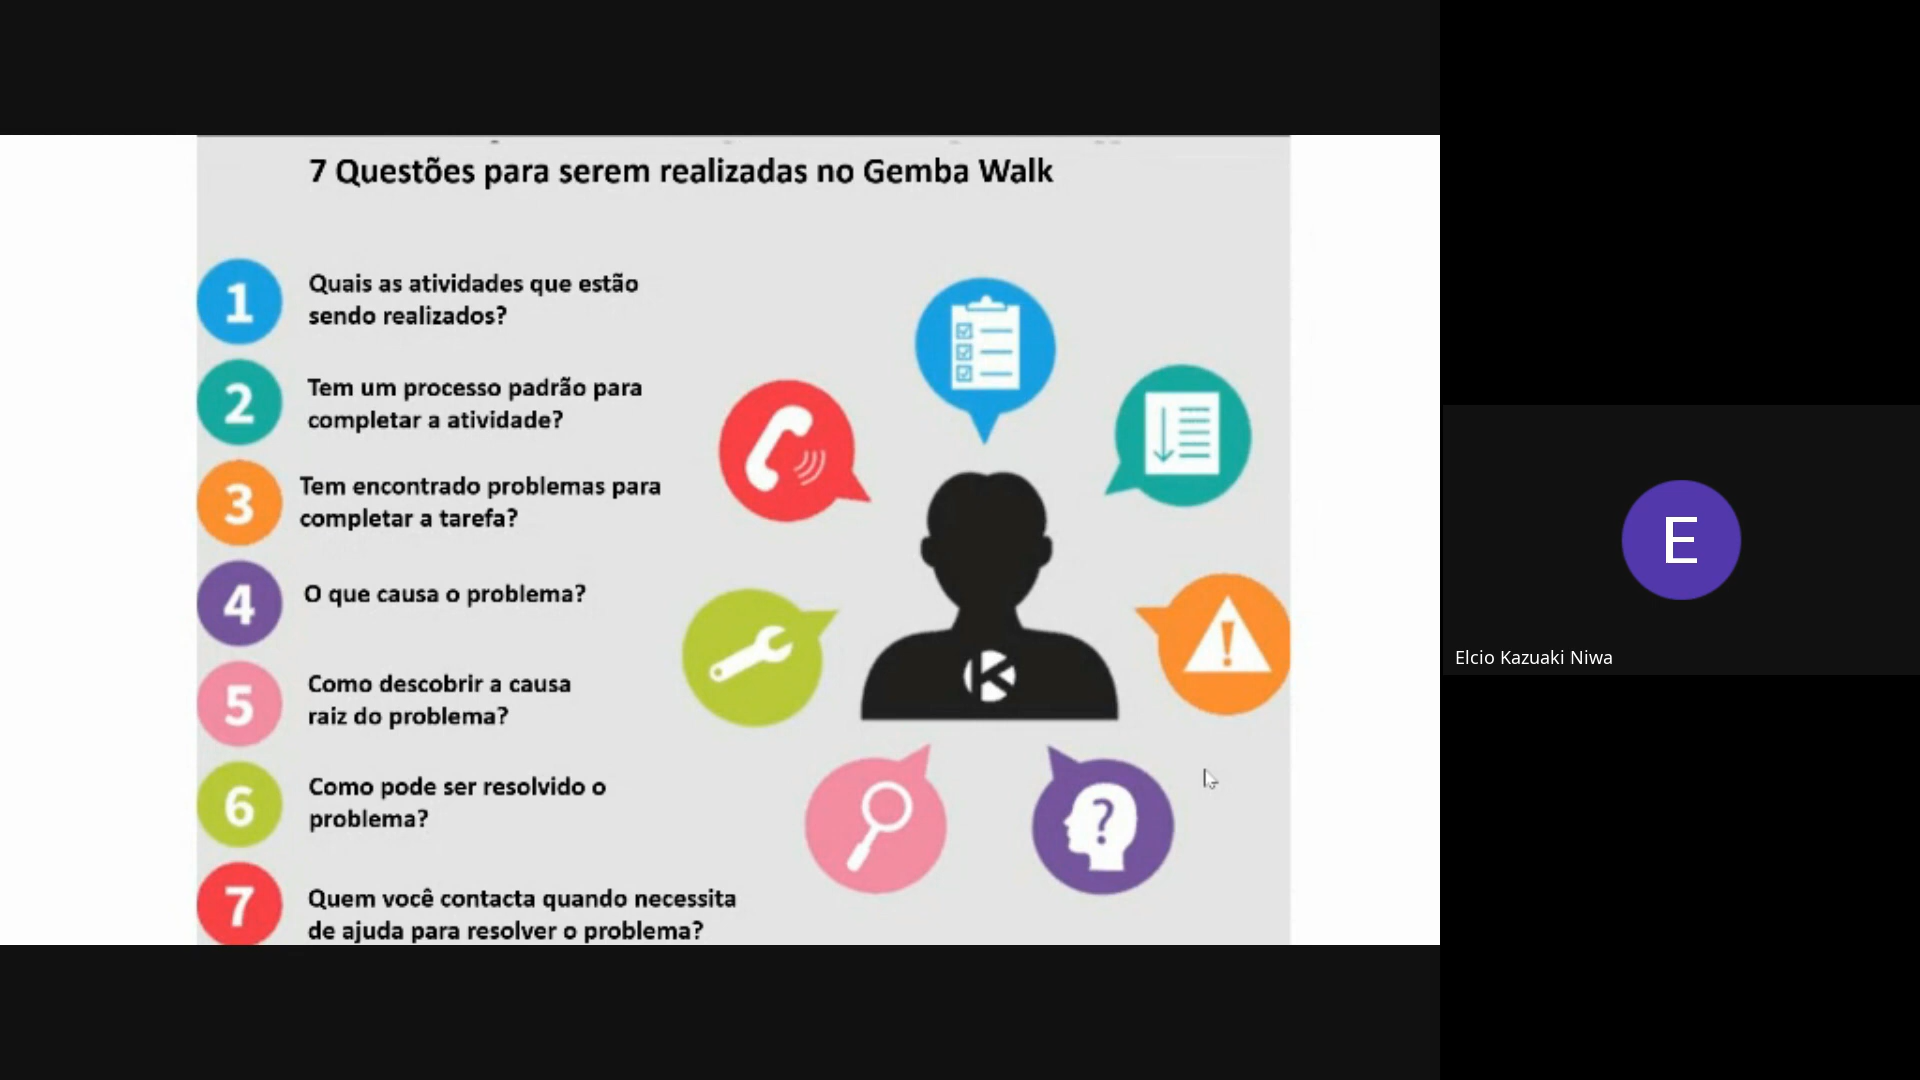 7 Questões para serem realizadas no Gemba Walk
1
Quais as atividades que estão
sendo realizados?
2
Tem um processo padrão para
completar a atividade?
3
Tem encontrado problemas para
completar a tarefa?
4
O que causa o problema?
5
Como descobrir a causa
raiz do problema?
6
Como pode ser resolvido o
problema?
7
Quem você contacta quando necessita
de ajuda para resolver o problema?
K
!
?
E
Elcio Kazuaki Niwa